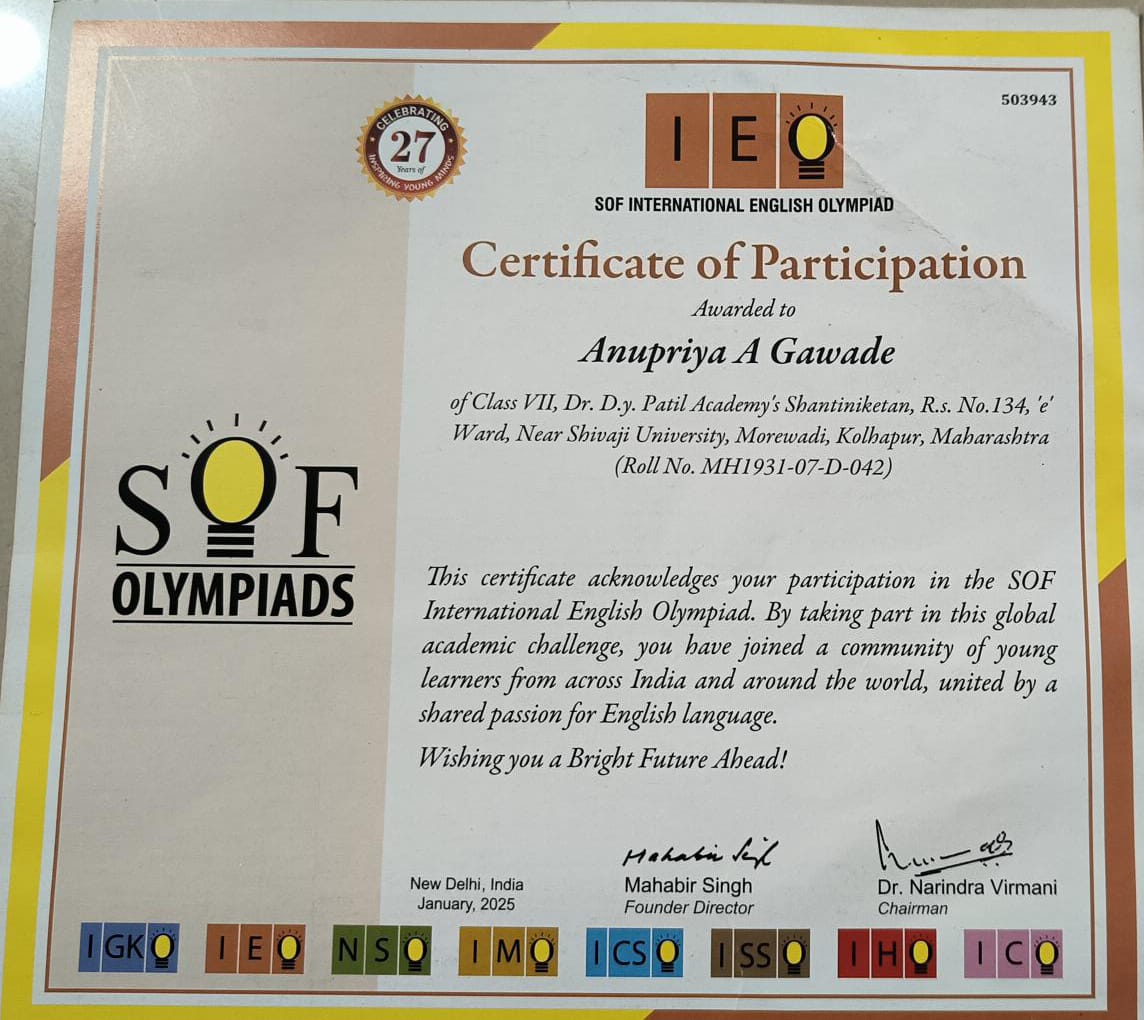 503943
CELEBRATING
27
Years of
INSPIRING YOUNG MINDS
IEO
SOF INTERNATIONAL ENGLISH OLYMPIAD
Certificate of Participation
Awarded to
Anupriya A Gawade
of Class VII, Dr. D.y. Patil Academy's Shantiniketan, R.s. No.134, 'e'
Ward, Near Shivaji University, Morewadi, Kolhapur, Maharashtra
(Roll No. MH1931-07-D-042)
SOF
OLYMPIADS
This certificate acknowledges your participation in the SOF
International English Olympiad. By taking part in this global
academic challenge, you have joined a community of young
learners from across India and around the world, united by a
shared passion for English language.
Wishing you a Bright Future Ahead!
Mahabir Singh
New Delhi, India
January, 2025
Mahabir Singh
Founder Director
Dr. Narindra Virmani
Chairman
IGKO IEO NSO IMO ICSO ISSO IHO ICO